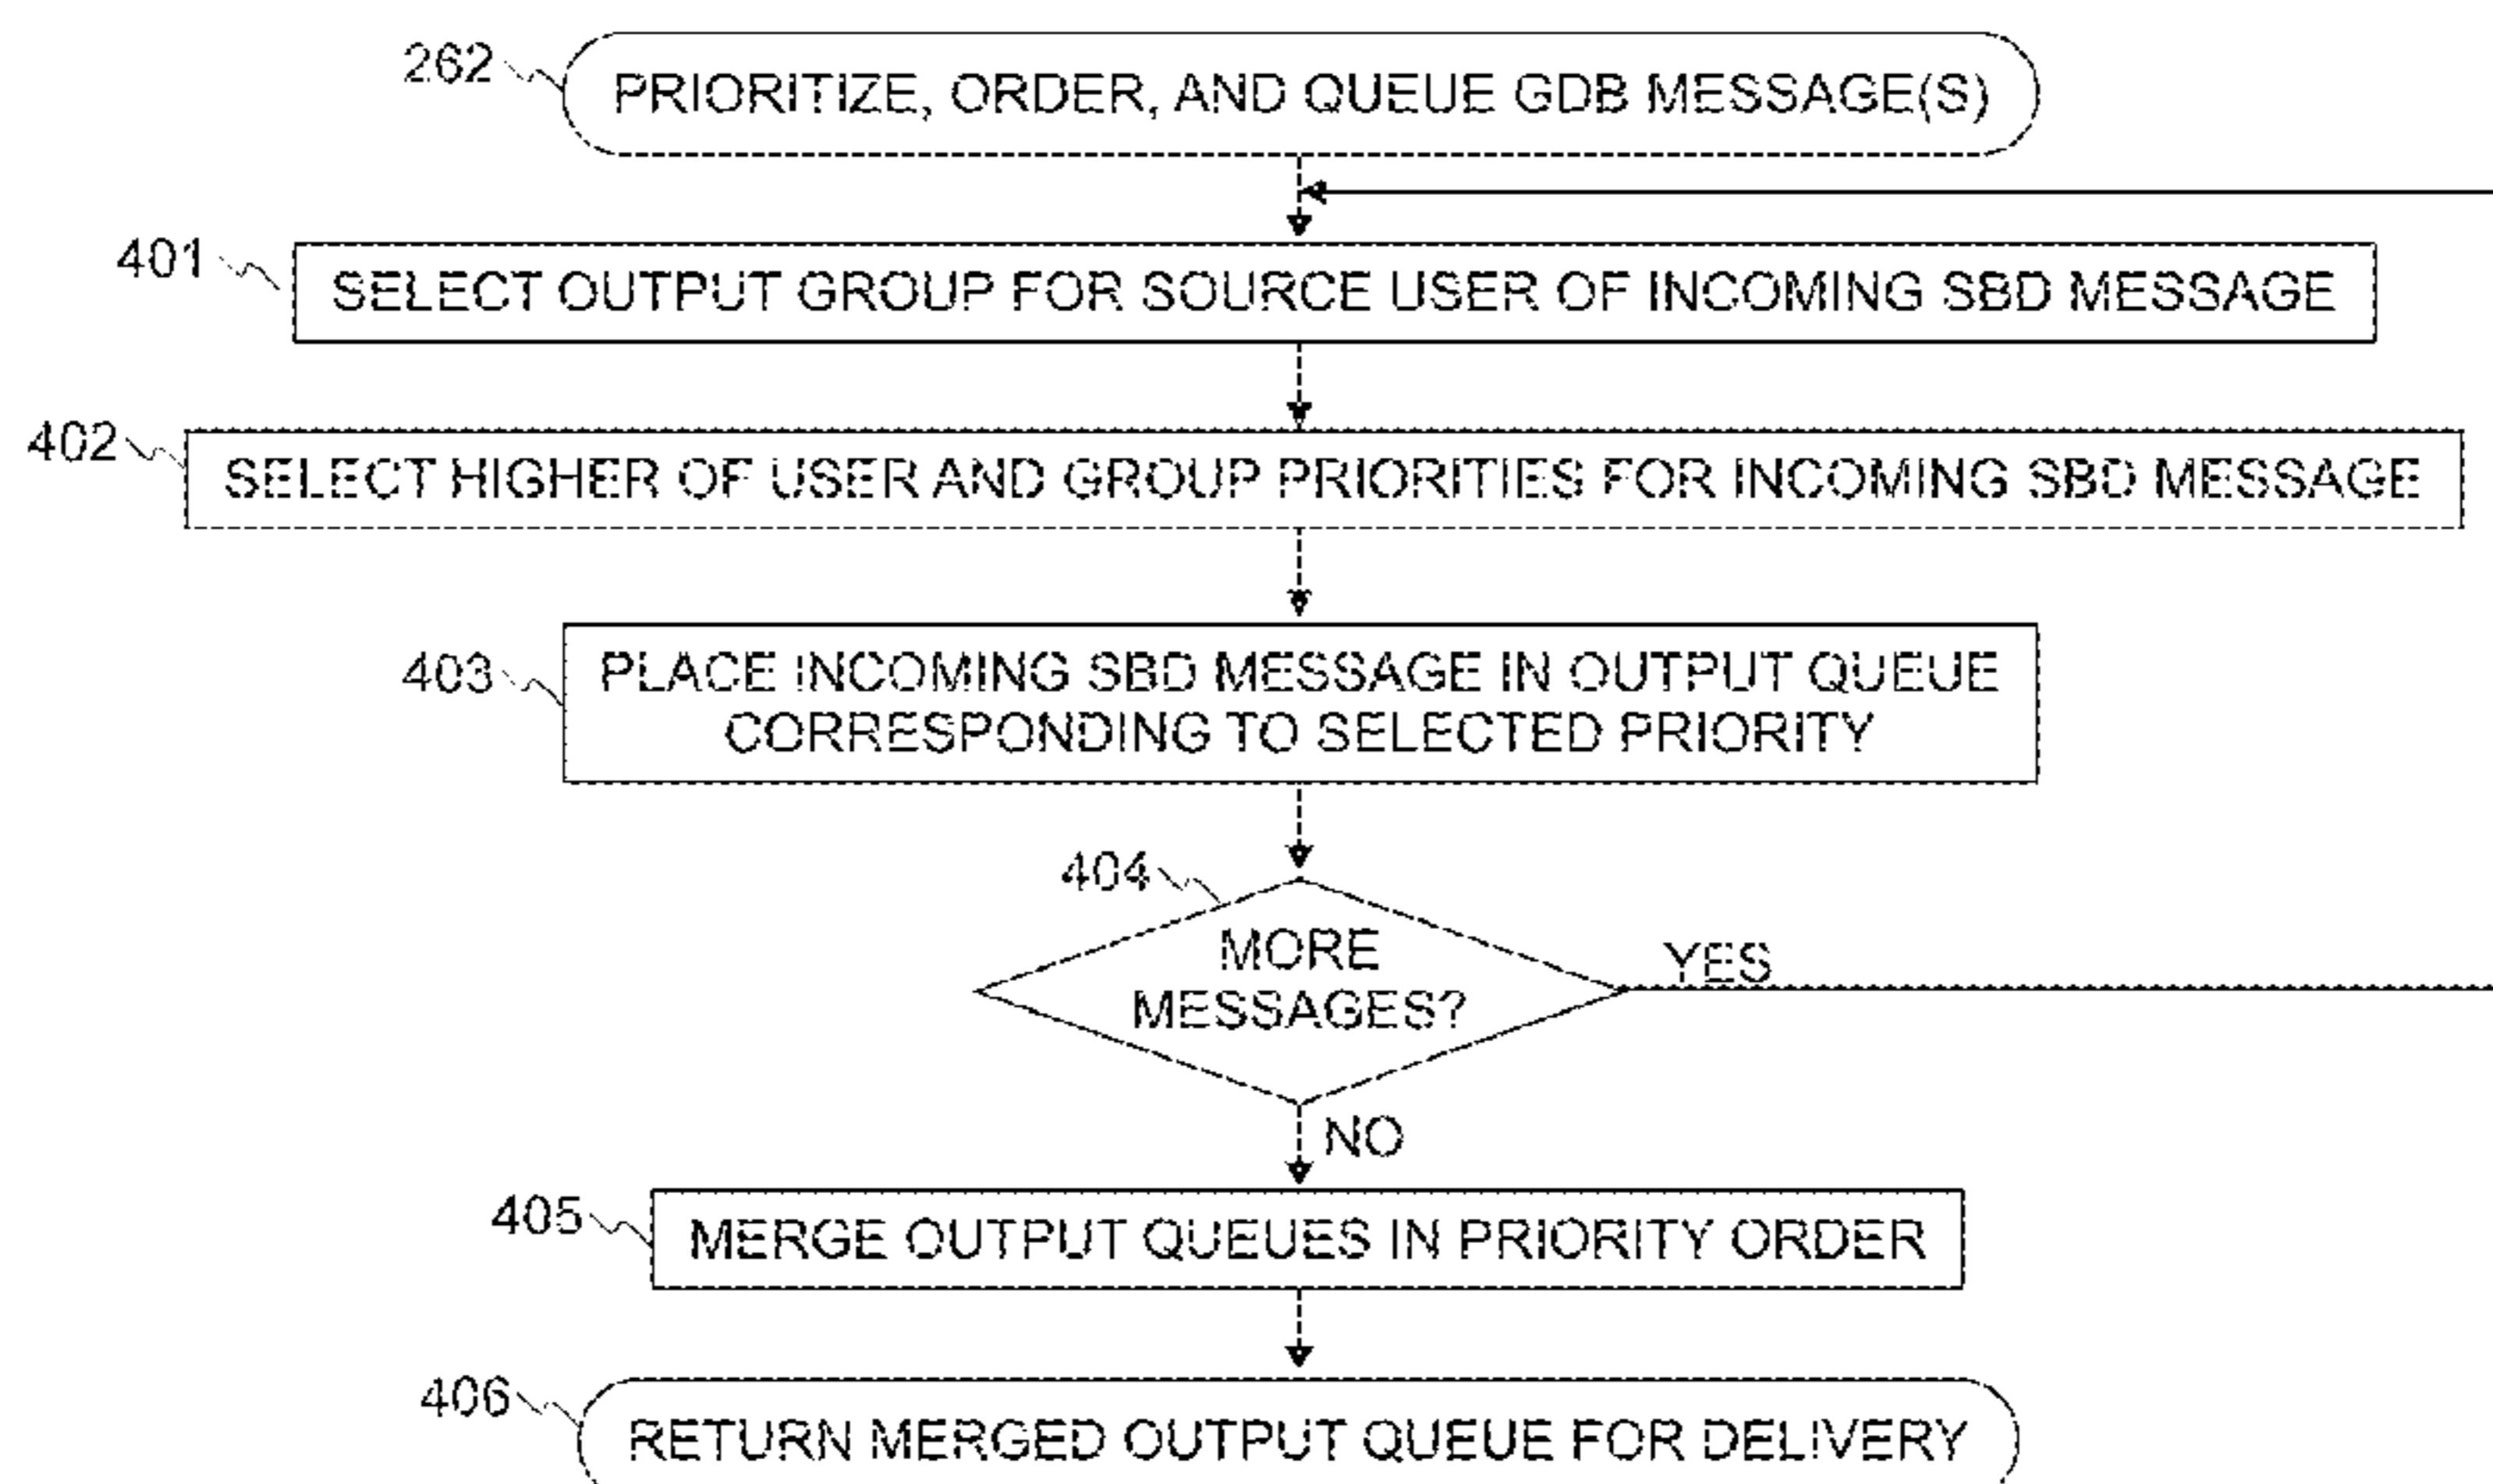 262
PRIORITIZE, ORDER, AND QUEUE GDB MESSAGE(S)
401
SELECT OUTPUT GROUP FOR SOURCE USER OF INCOMING SBD MESSAGE
402
SELECT HIGHER OF USER AND GROUP PRIORITIES FOR INCOMING SBD MESSAGE
403
PLACE INCOMING SBD MESSAGE IN OUTPUT QUEUE
CORRESPONDING TO SELECTED PRIORITY
404
MORE
MESSAGES?
YES
NO
405
MERGE OUTPUT QUEUES IN PRIORITY ORDER
406
RETURN MERGED OUTPUT QUEUE FOR DELIVERY